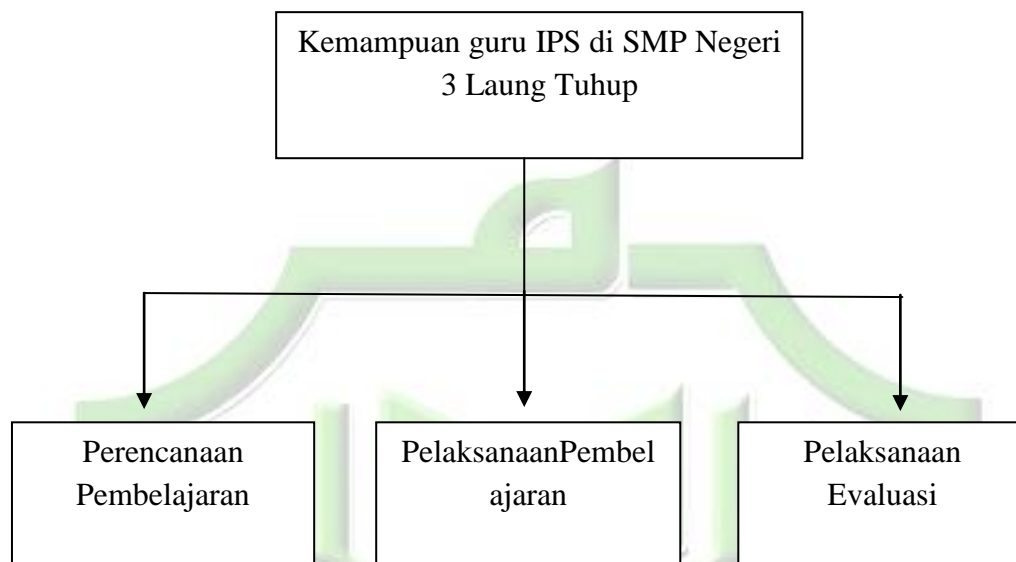 Kemampuan guru IPS di SMP Negeri
3 Laung Tuhup
Perencanaan
Pembelajaran
PelaksanaanPembel
ajaran
Pelaksanaan
Evaluasi